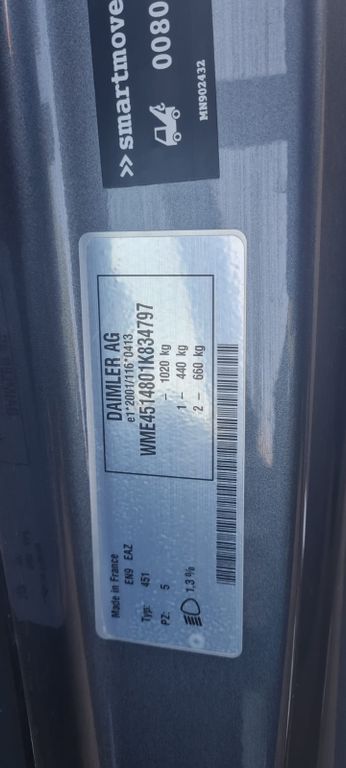 >> smartmove
0080
MN902432
DAIMLER AG
e1*2001/116*0413
WME4514801K834797
– 1020 kg
1 – 440 kg
2 – 660 kg
Made in France
EN9 EAZ
Typ: 451
PZ: 5
1,3 %